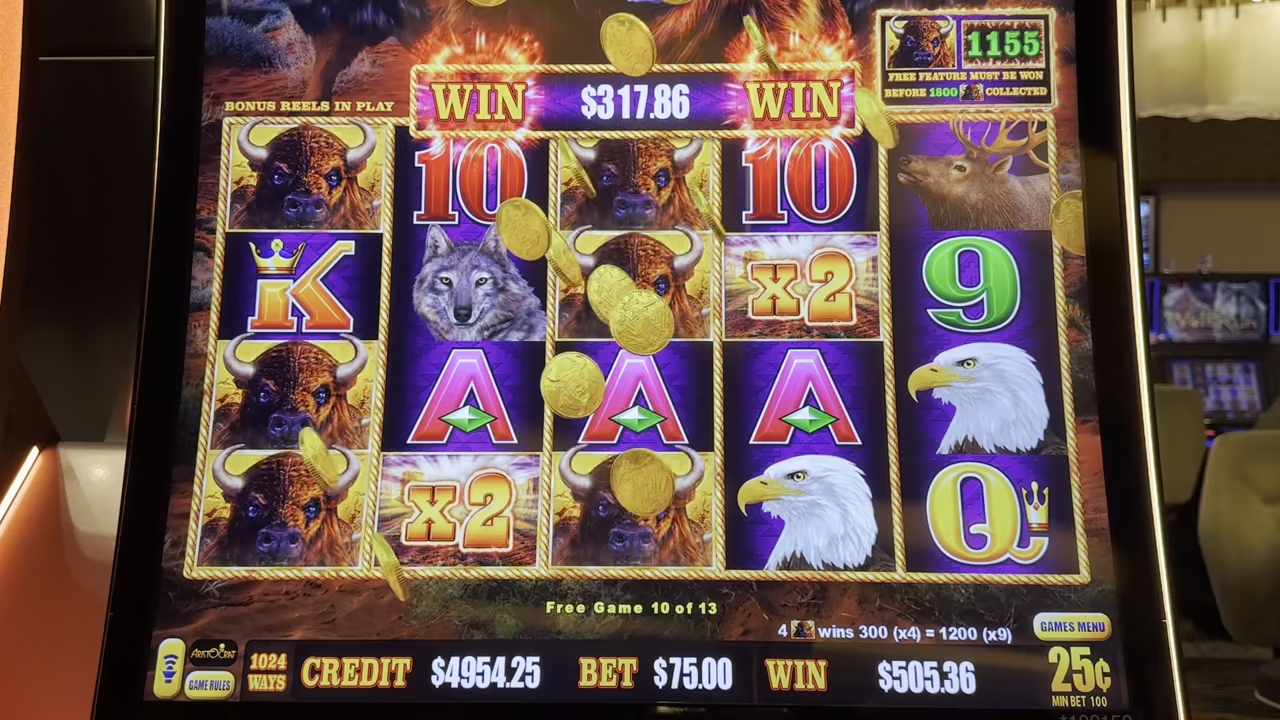 1155
FREE FEATURE MUST BE WON
BEFORE 1800 COLLECTED
BONUS REELS IN PLAY
WIN $317.86 WIN
10 10
K x2 9
A A A
x2 Q
Free Game 10 of 13
4 wins 300 (x4) = 1200 (x9)
GAMES MENU
ARISTOCRAT
GAME RULES
1024
WAYS
CREDIT $4954.25 BET $75.00 WIN $505.36
25¢
MIN BET 100